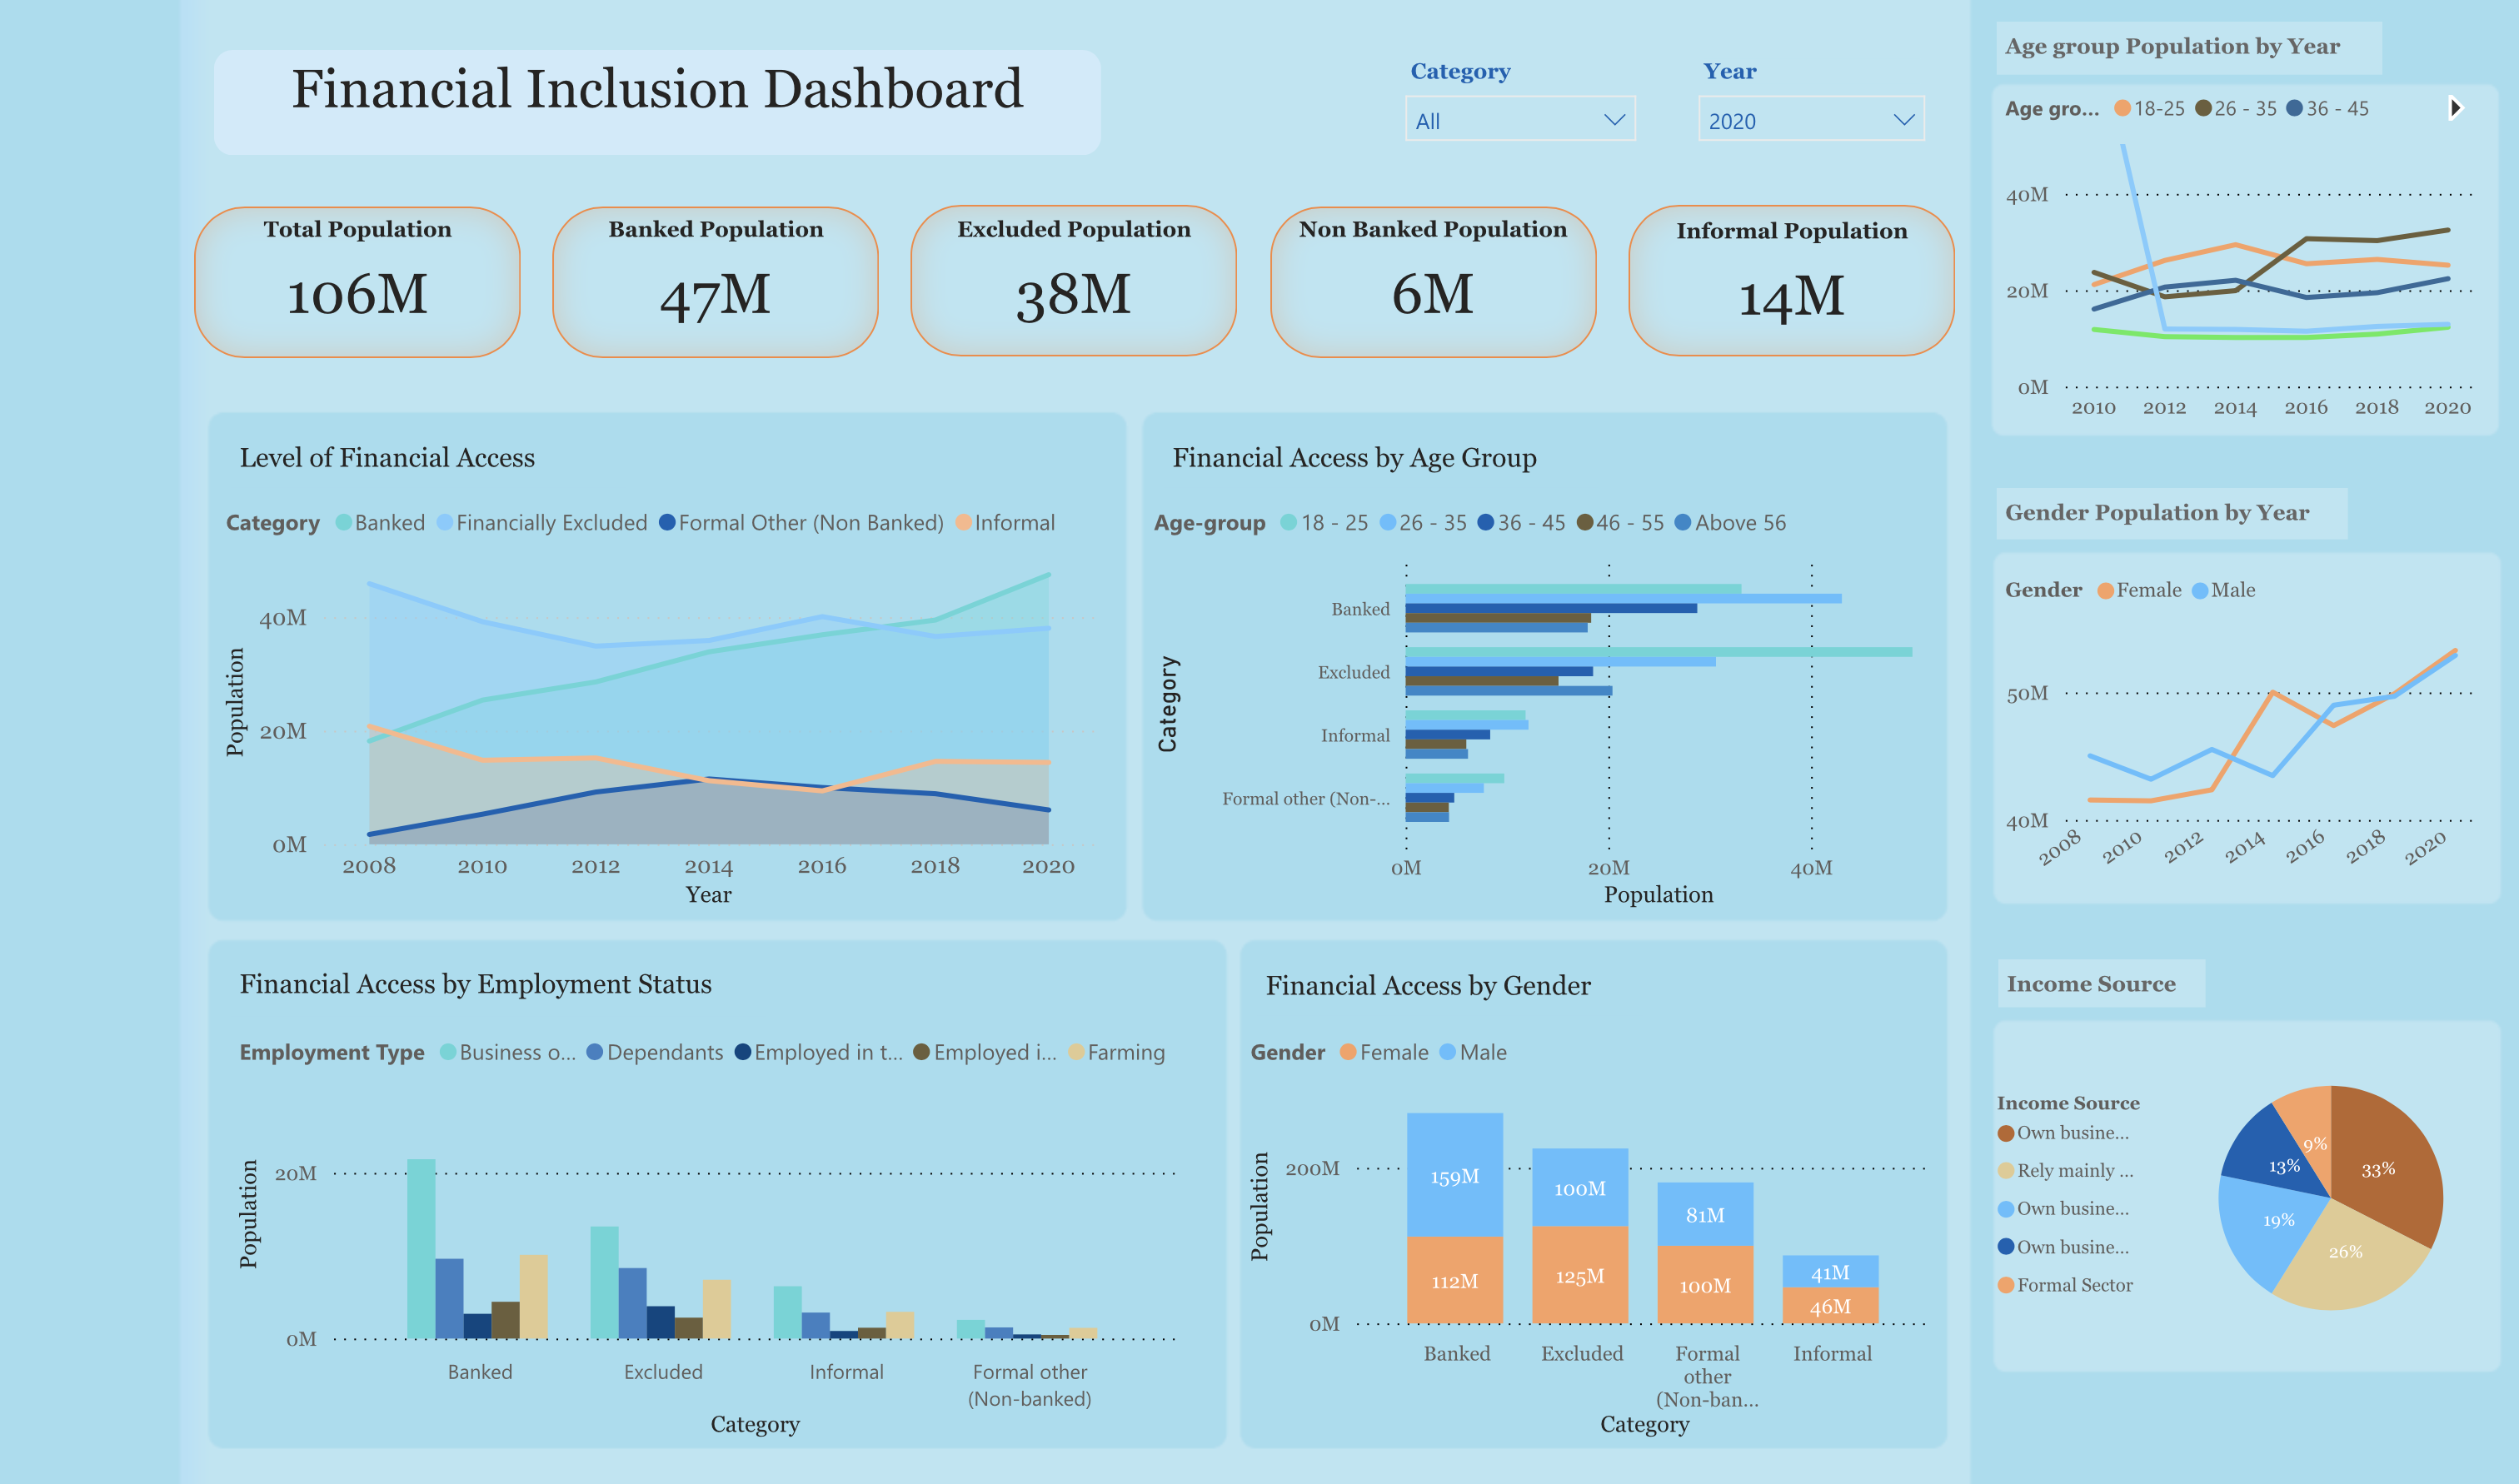 Financial Inclusion Dashboard
Category
All
Year
2020
Total Population
106M
Banked Population
47M
Excluded Population
38M
Non Banked Population
6M
Informal Population
14M
Level of Financial Access
Category Banked Financially Excluded Formal Other (Non Banked) Informal
Population
40M
20M
0M
2008 2010 2012 2014 2016 2018 2020
Year
Financial Access by Age Group
Age-group 18 - 25 26 - 35 36 - 45 46 - 55 Above 56
Category
Banked
Excluded
Informal
Formal other (Non-...
0M 20M 40M
Population
Financial Access by Employment Status
Employment Type Business o... Dependants Employed in t... Employed i... Farming
Population
20M
0M
Banked Excluded Informal Formal other
(Non-banked)
Category
Financial Access by Gender
Gender Female Male
Population
200M
0M
159M
112M
100M
125M
81M
100M
41M
46M
Banked Excluded Formal Informal
other
(Non-ban...
Category
Age group Population by Year
Age gro... 18-25 26 - 35 36 - 45
40M
20M
0M
2010 2012 2014 2016 2018 2020
Gender Population by Year
Gender Female Male
50M
40M
2008 2010 2012 2014 2016 2018 2020
Income Source
Income Source
Own busine...
Rely mainly ...
Own busine...
Own busine...
Formal Sector
9%
33%
13%
19%
26%